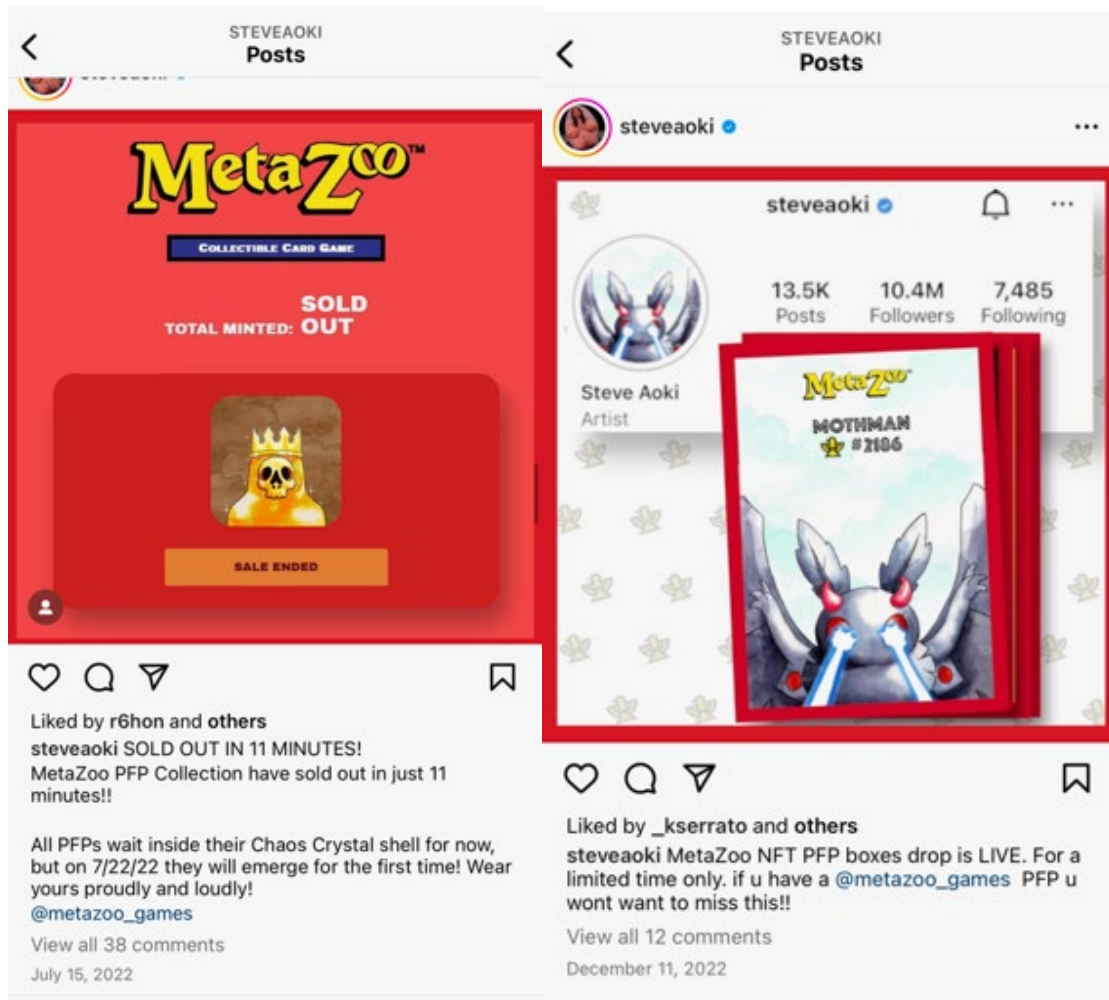 STEVEAOKI
Posts
MetaZoo™
COLLECTIBLE CARD GAME
TOTAL MINTED: SOLD OUT
SALE ENDED
Liked by r6hon and others
steveaoki SOLD OUT IN 11 MINUTES!
MetaZoo PFP Collection have sold out in just 11
minutes!!
All PFPs wait inside their Chaos Crystal shell for now,
but on 7/22/22 they will emerge for the first time! Wear
yours proudly and loudly!
@metazoo_games
View all 38 comments
July 15, 2022
STEVEAOKI
Posts
steveaoki
steveaoki
13.5K 10.4M 7,485
Posts Followers Following
Steve Aoki
Artist
MetaZoo™
MOTHMAN
#2186
Liked by _kserrato and others
steveaoki MetaZoo NFT PFP boxes drop is LIVE. For a
limited time only. if u have a @metazoo_games PFP u
wont want to miss this!!
View all 12 comments
December 11, 2022